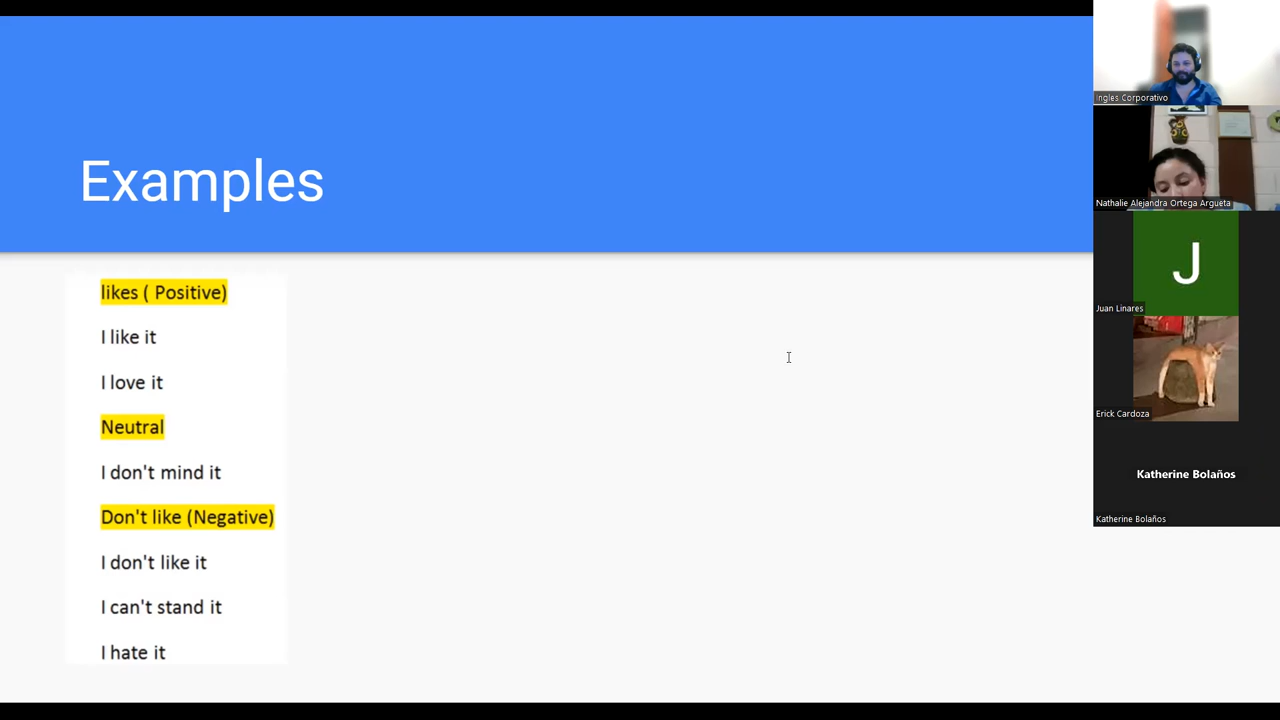 Examples
likes ( Positive)
I like it
I love it
Neutral
I don't mind it
Don't like (Negative)
I don't like it
I can't stand it
I hate it
Ingles Corporativo
Nathalie Alejandra Ortega Argueta
J
Juan Linares
Erick Cardoza
Katherine Bolaños
Katherine Bolaños